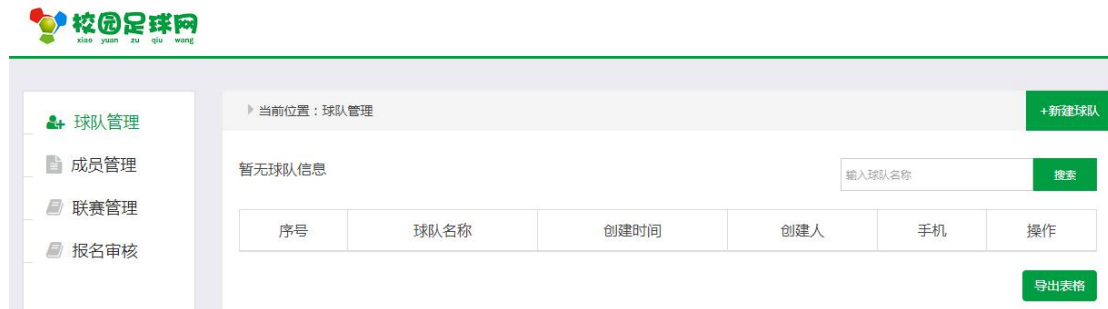 校园足球网
xiao yuan zu qiu wang
球队管理
成员管理
联赛管理
报名审核
当前位置：球队管理
+新建球队
暂无球队信息
输入球队名称
搜索
序号 球队名称 创建时间 创建人 手机 操作
导出表格